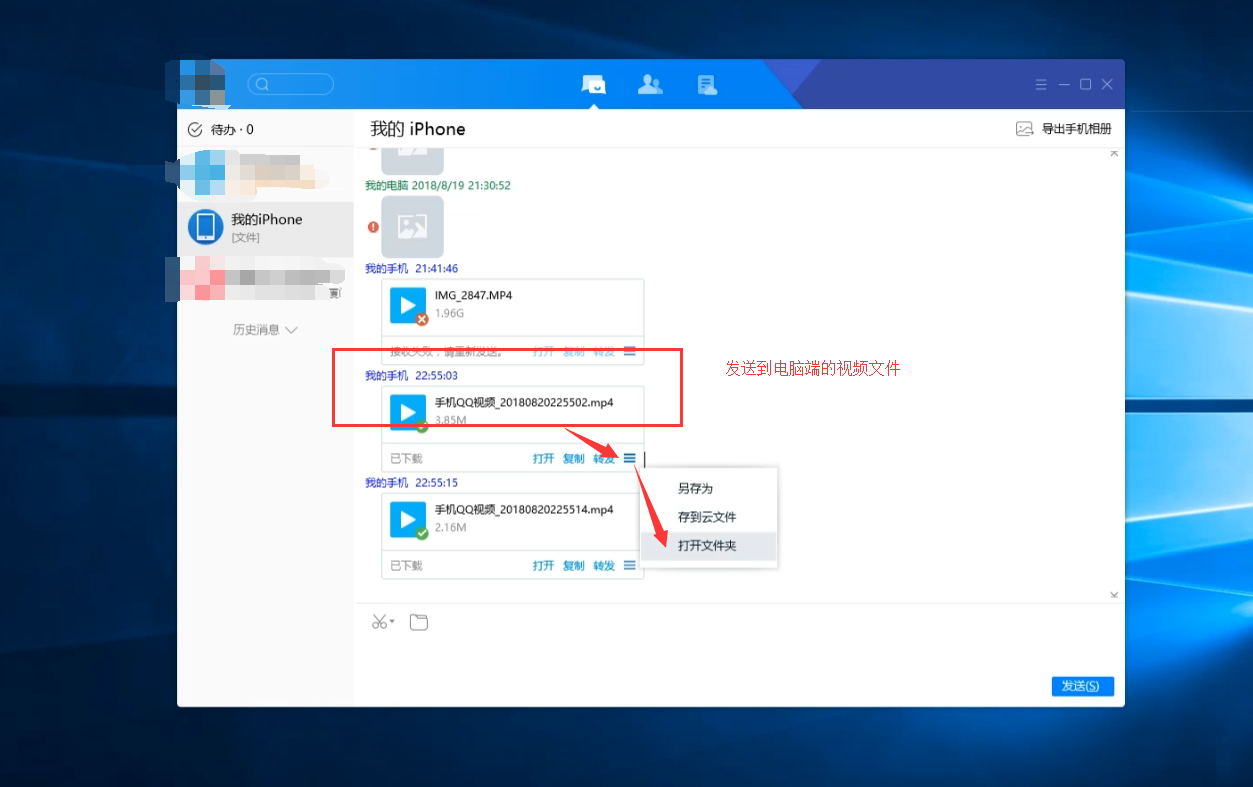 待办 · 0
我的iPhone
[文件]
历史消息
我的 iPhone
导出手机相册
我的电脑 2018/8/19 21:30:52
我的手机 21:41:46
IMG_2847.MP4
1.96G
接收失败，请重新发送。 打开 复制 转发
我的手机 22:55:03
手机QQ视频_20180820225502.mp4
3.85M
已下载 打开 复制 转发
我的手机 22:55:15
手机QQ视频_20180820225514.mp4
2.16M
已下载 打开 复制 转发
发送到电脑端的视频文件
另存为
存到云文件
打开文件夹
发送(S)